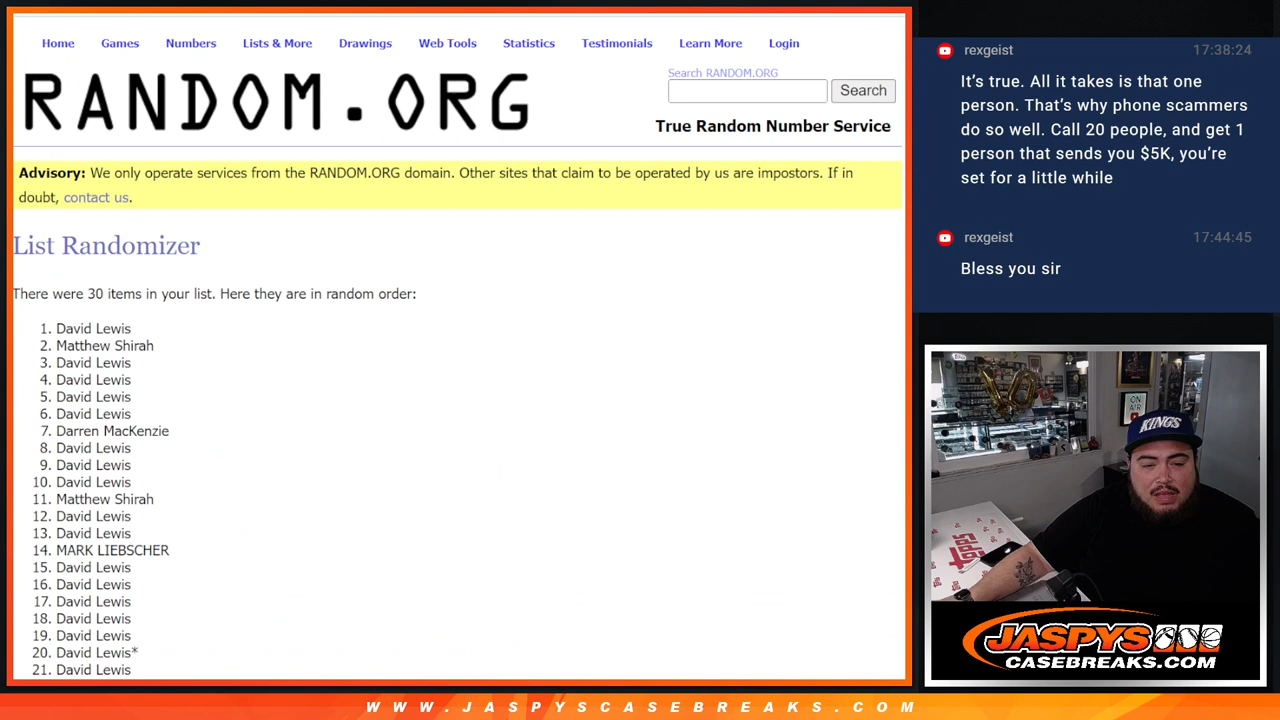 Home Games Numbers Lists & More Drawings Web Tools Statistics Testimonials Learn More Login
RANDOM.ORG
Search RANDOM.ORG
Search
True Random Number Service
Advisory: We only operate services from the RANDOM.ORG domain. Other sites that claim to be operated by us are impostors. If in
doubt, contact us.
List Randomizer
There were 30 items in your list. Here they are in random order:
1. David Lewis
2. Matthew Shirah
3. David Lewis
4. David Lewis
5. David Lewis
6. David Lewis
7. Darren MacKenzie
8. David Lewis
9. David Lewis
10. David Lewis
11. Matthew Shirah
12. David Lewis
13. David Lewis
14. MARK LIEBSCHER
15. David Lewis
16. David Lewis
17. David Lewis
18. David Lewis
19. David Lewis
20. David Lewis*
21. David Lewis
rexgeist 17:38:24
It’s true. All it takes is that one
person. That’s why phone scammers
do so well. Call 20 people, and get 1
person that sends you $5K, you’re
set for a little while
rexgeist 17:44:45
Bless you sir
ON
AIR
KINGS
topps
JASPYS
CASEBREAKS.COM
WWW.JASPYSCASEBREAKS.COM